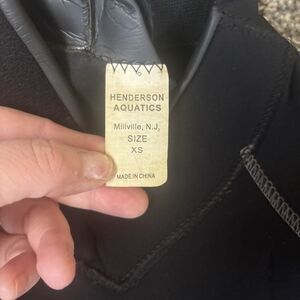 HENDERSON
AQUATICS
Millville, N.J,
SIZE
XS
MADE IN CHINA